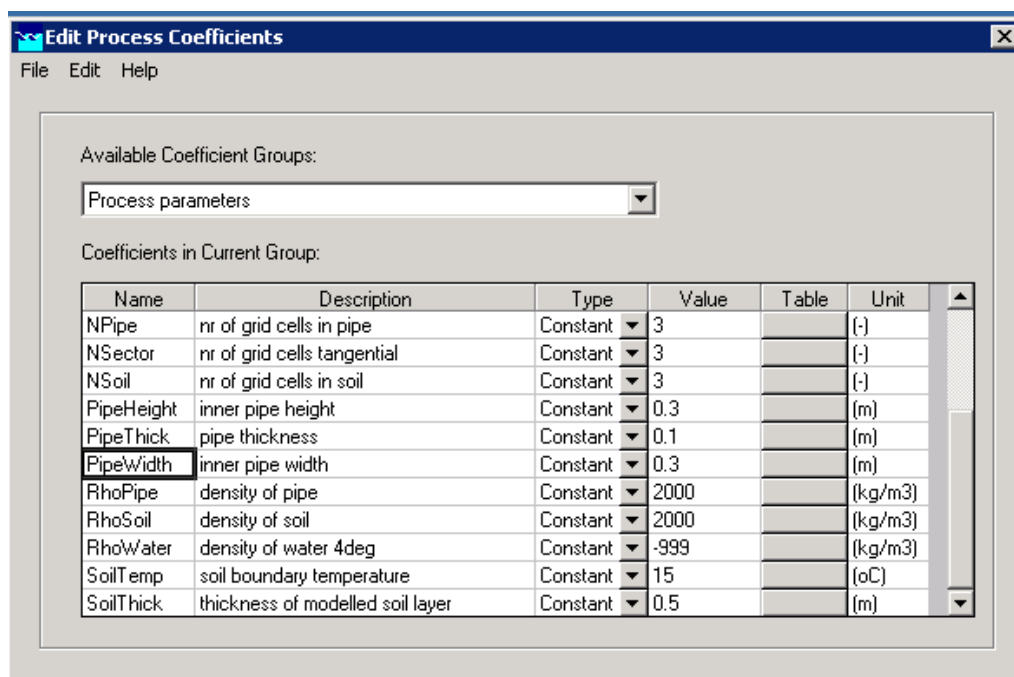 Edit Process Coefficients
File Edit Help
Available Coefficient Groups:
Process parameters
Coefficients in Current Group:
Name Description Type Value Table Unit
NPipe nr of grid cells in pipe Constant 3 (-)
NSector nr of grid cells tangential Constant 3 (-)
NSoil nr of grid cells in soil Constant 3 (-)
PipeHeight inner pipe height Constant 0.3 (m)
PipeThick pipe thickness Constant 0.1 (m)
PipeWidth inner pipe width Constant 0.3 (m)
RhoPipe density of pipe Constant 2000 (kg/m3)
RhoSoil density of soil Constant 2000 (kg/m3)
RhoWater density of water 4deg Constant -999 (kg/m3)
SoilTemp soil boundary temperature Constant 15 (oC)
SoilThick thickness of modelled soil layer Constant 0.5 (m)